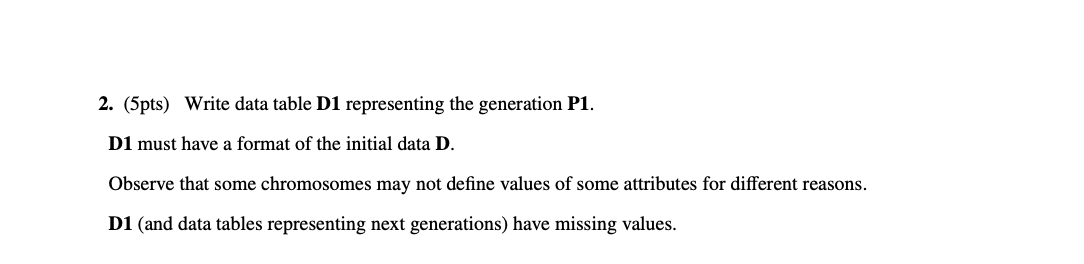 2. (5pts) Write data table D1 representing the generation P1.
D1 must have a format of the initial data D.
Observe that some chromosomes may not define values of some attributes for different reasons.
D1 (and data tables representing next generations) have missing values.